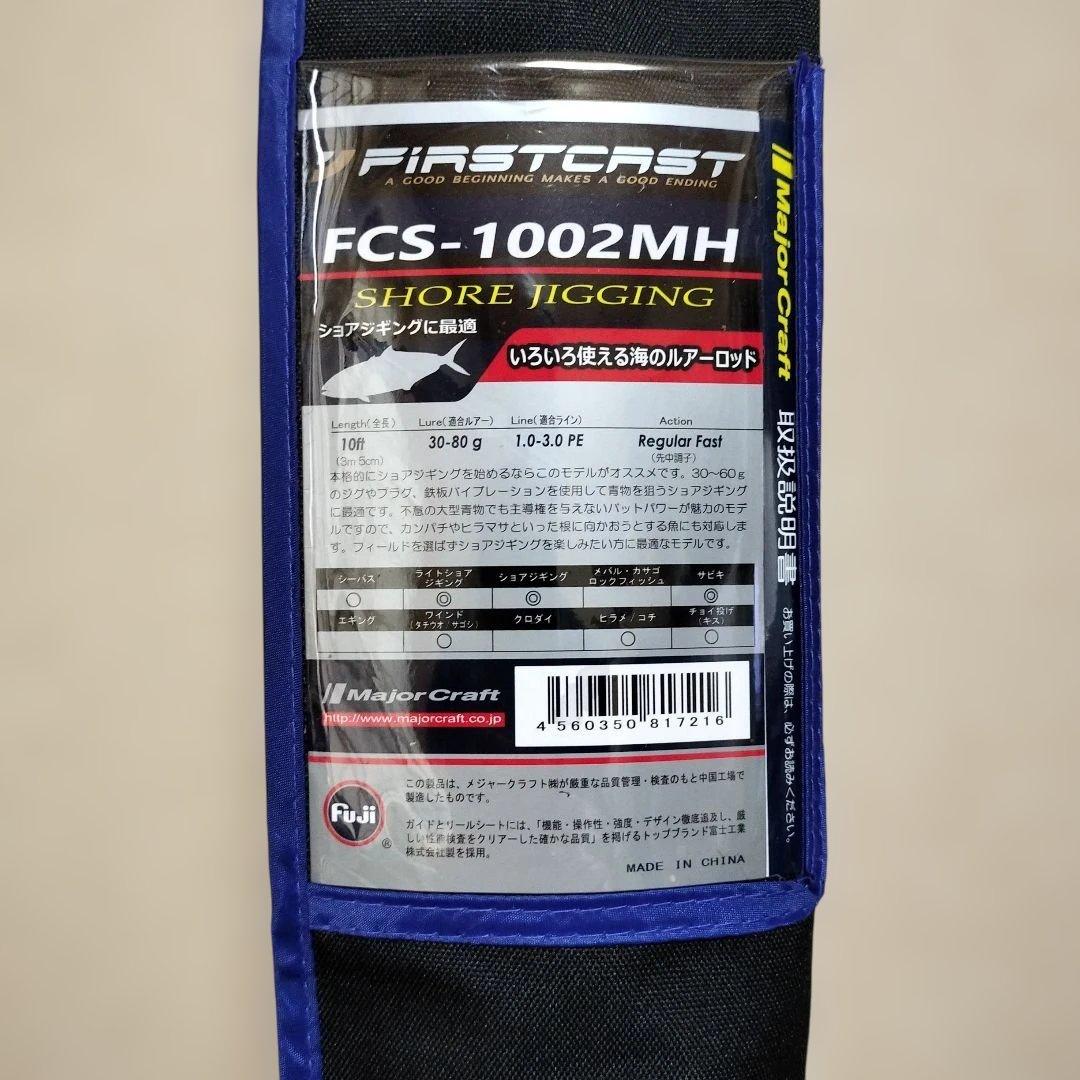 FiRSTCAST
A GOOD BEGINNING MAKES A GOOD ENDING
FCS-1002MH
SHORE JIGGING
ショアジギングに最適
いろいろ使える海のルアーロッド
Length(全長) Lure(適合ルアー) Line(適合ライン) Action
10ft 30-80 g 1.0-3.0 PE Regular Fast
(3m 5cm) (先中調子)
本格的にショアジギングを始めるならこのモデルがオススメです。30〜60g
のジグやプラグ、鉄板バイブレーションを使用して青物を狙うショアジギング
に最適です。不意の大型青物でも主導権を与えないバットパワーが魅力のモデ
ルですので、カンパチやヒラマサといった根に向かおうとする魚にも対応しま
す。フィールドを選ばずショアジギングを楽しみたい方に最適なモデルです。
シーバス ライトショアジギング ショアジギング メバル・カサゴ ロックフィッシュ サビキ
○ ◎ ◎ ◎
エギング ワインド(タチウオ/サゴシ) クロダイ ヒラメ/コチ チョイ投げ(キス)
○ ○ ○
Major Craft
http://www.majorcraft.co.jp
4 560350 817216
この製品は、メジャークラフト㈱が厳重な品質管理・検査のもと中国工場で
製造したものです。
Fuji
®
ガイドとリールシートには、「機能・操作性・強度・デザイン徹底追及し、厳
しい性能検査をクリアーした確かな品質」を掲げるトップブランド富士工業
株式会社製を採用。
MADE IN CHINA
Major Craft
取扱説明書
お買い上げの際は、必ずお読みください。